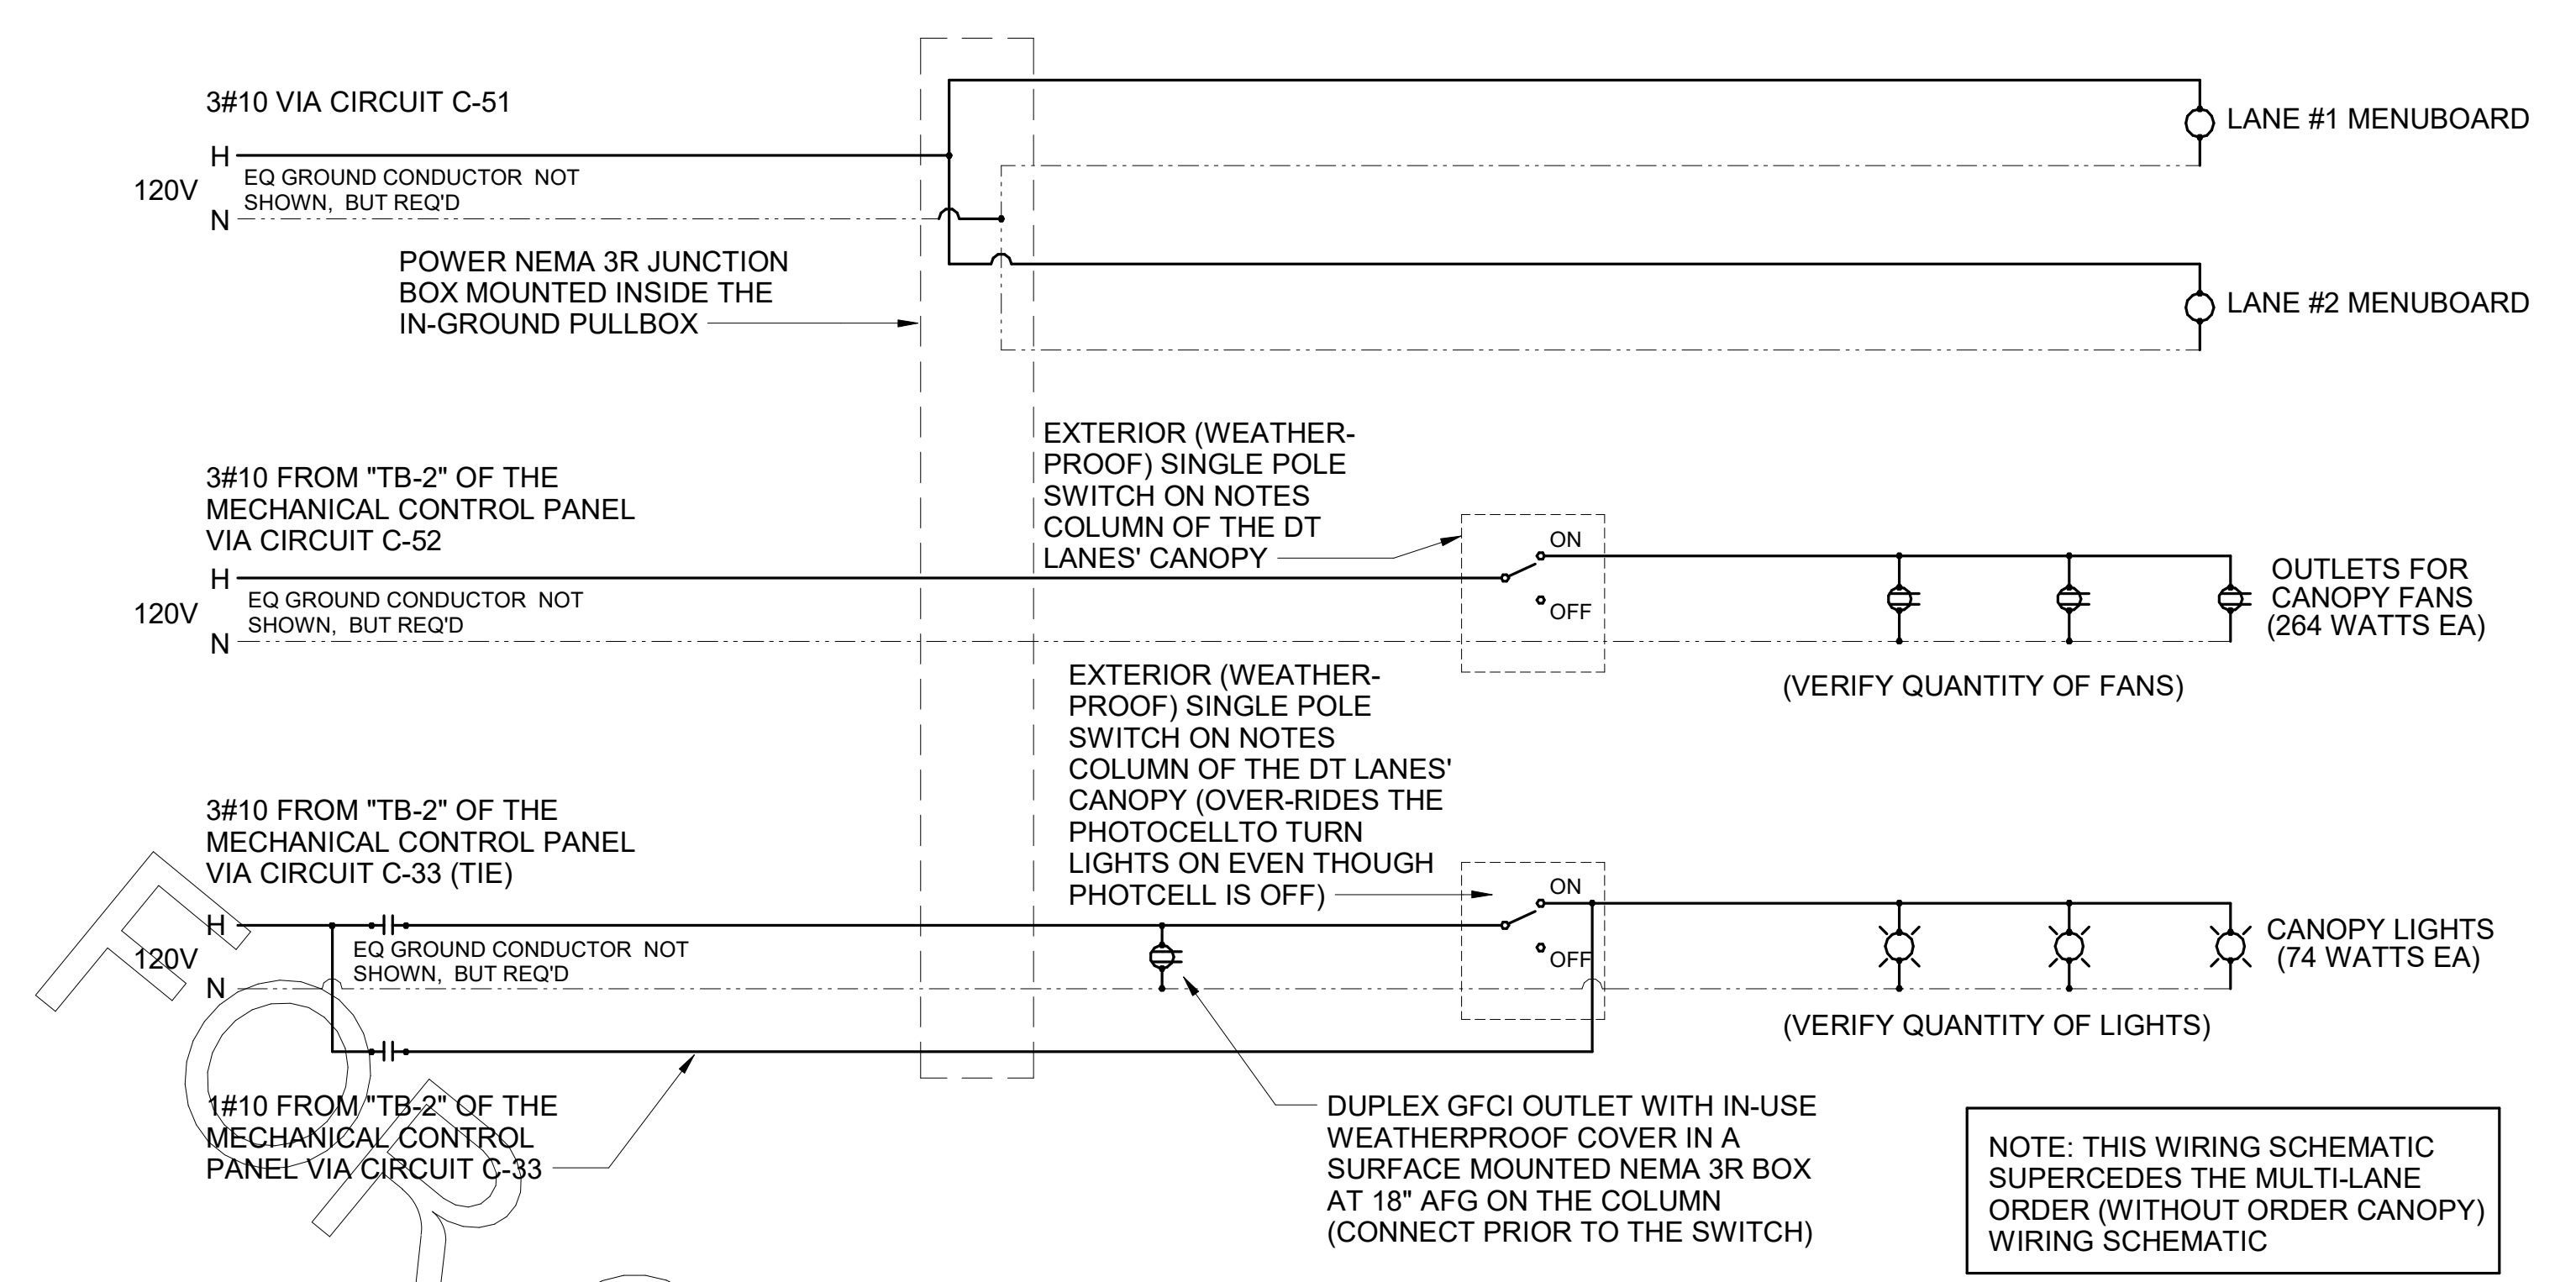 3#10 VIA CIRCUIT C-51
H
EQ GROUND CONDUCTOR NOT
SHOWN, BUT REQ'D
120V
N
LANE #1 MENUBOARD
LANE #2 MENUBOARD
POWER NEMA 3R JUNCTION
BOX MOUNTED INSIDE THE
IN-GROUND PULLBOX
EXTERIOR (WEATHER-
PROOF) SINGLE POLE
SWITCH ON NOTES
COLUMN OF THE DT
LANES' CANOPY
3#10 FROM "TB-2" OF THE
MECHANICAL CONTROL PANEL
VIA CIRCUIT C-52
H
EQ GROUND CONDUCTOR NOT
SHOWN, BUT REQ'D
120V
N
ON
OFF
OUTLETS FOR
CANOPY FANS
(264 WATTS EA)
(VERIFY QUANTITY OF FANS)
EXTERIOR (WEATHER-
PROOF) SINGLE POLE
SWITCH ON NOTES
COLUMN OF THE DT LANES'
CANOPY (OVER-RIDES THE
PHOTOCELLTO TURN
LIGHTS ON EVEN THOUGH
PHOTCELL IS OFF)
3#10 FROM "TB-2" OF THE
MECHANICAL CONTROL PANEL
VIA CIRCUIT C-33 (TIE)
H
EQ GROUND CONDUCTOR NOT
SHOWN, BUT REQ'D
120V
N
ON
OFF
CANOPY LIGHTS
(74 WATTS EA)
(VERIFY QUANTITY OF LIGHTS)
1#10 FROM "TB-2" OF THE
MECHANICAL CONTROL
PANEL VIA CIRCUIT C-33
DUPLEX GFCI OUTLET WITH IN-USE
WEATHERPROOF COVER IN A
SURFACE MOUNTED NEMA 3R BOX
AT 18" AFG ON THE COLUMN
(CONNECT PRIOR TO THE SWITCH)
NOTE: THIS WIRING SCHEMATIC
SUPERCEDES THE MULTI-LANE
ORDER (WITHOUT ORDER CANOPY)
WIRING SCHEMATIC
FOR